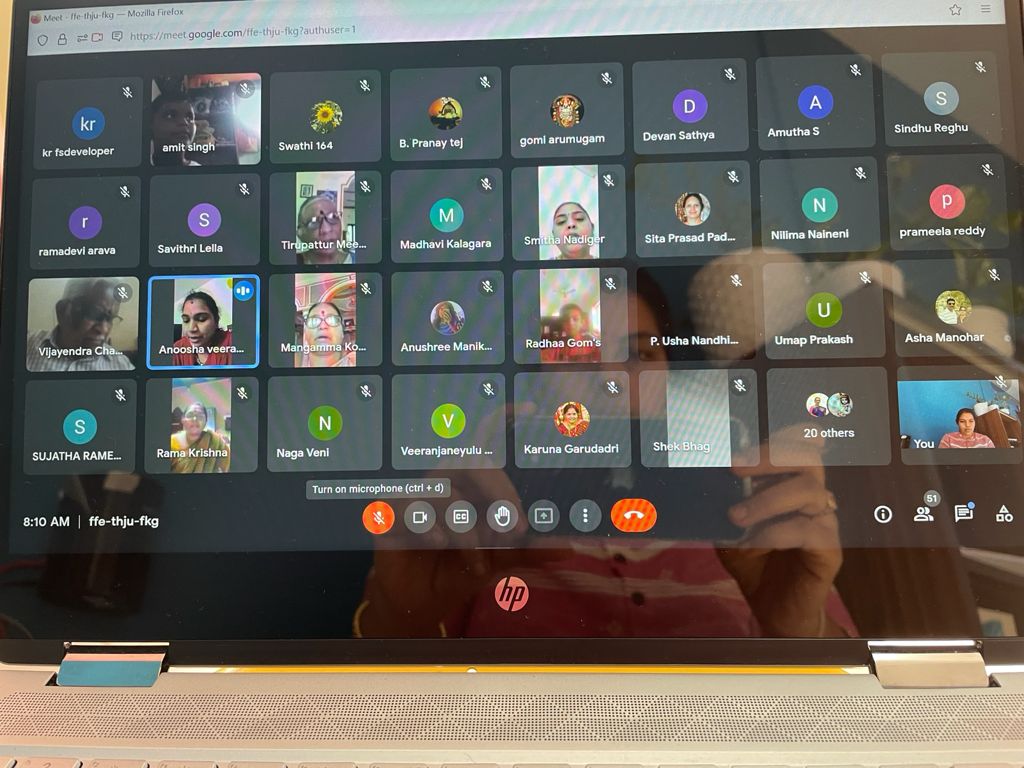 Meet - ffe-thju-fkg — Mozilla Firefox
https://meet.google.com/ffe-thju-fkg?authuser=1
kr
kr fsdeveloper
amit singh
Swathi 164
B. Pranay tej
gomi arumugam
D
Devan Sathya
A
Amutha S
S
Sindhu Reghu
r
ramadevi arava
S
Savithri Lella
Tirupattur Mee...
M
Madhavi Kalagara
Smitha Nadiger
Sita Prasad Pad...
N
Nilima Naineni
p
prameela reddy
Vijayendra Cha...
Anoosha veera...
Mangamma Ko...
Anushree Manik...
Radhaa Gom's
P. Usha Nandhi...
U
Umap Prakash
Asha Manohar
S
SUJATHA RAME...
Rama Krishna
N
Naga Veni
V
Veeranjaneyulu ...
Karuna Garudadri
Shek Bhag
20 others
You
Turn on microphone (ctrl + d)
8:10 AM | ffe-thju-fkg
CC
51
hp